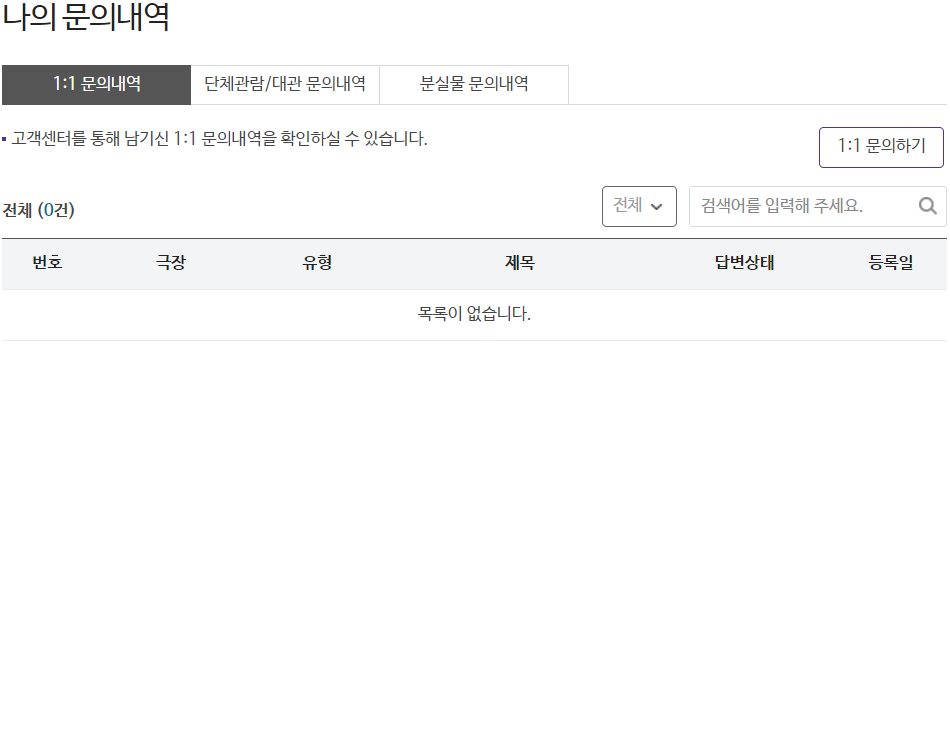 나의 문의내역
1:1 문의내역 단체관람/대관 문의내역 분실물 문의내역
고객센터를 통해 남기신 1:1 문의내역을 확인하실 수 있습니다.
1:1 문의하기
전체 (0건) 전체 검색어를 입력해 주세요.
번호 극장 유형 제목 답변상태 등록일
목록이 없습니다.